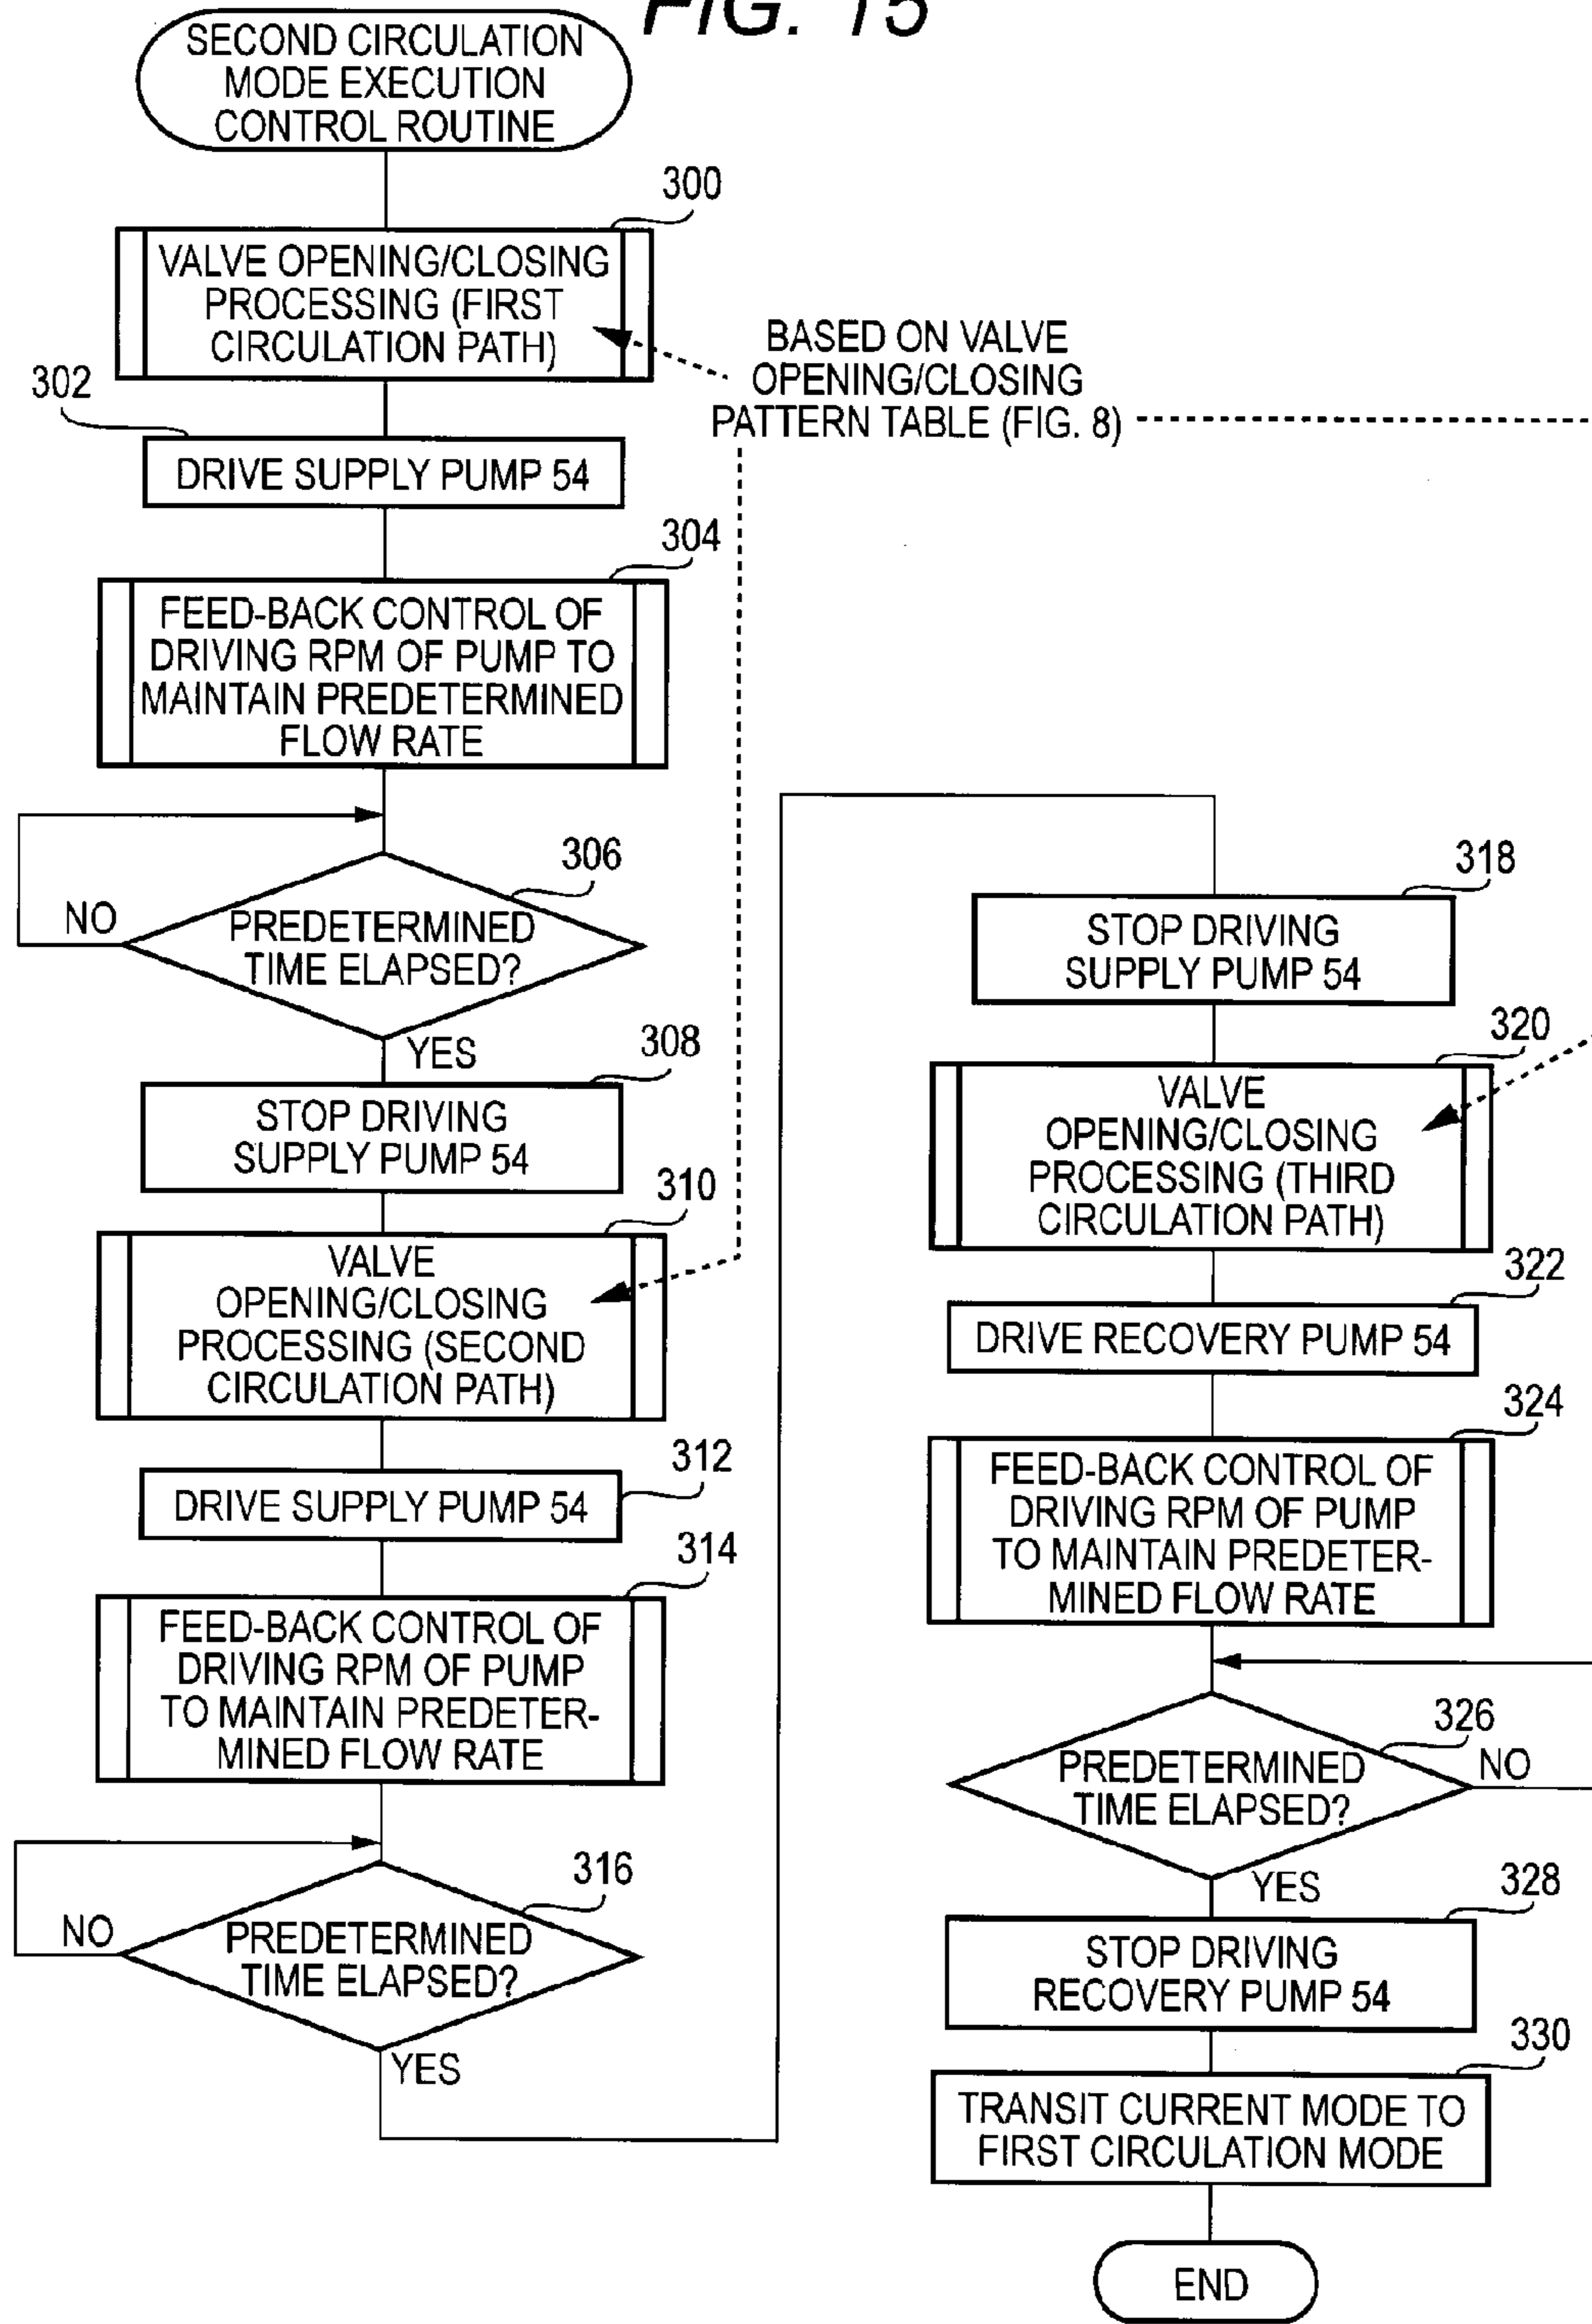 FIG. 15
SECOND CIRCULATION
MODE EXECUTION
CONTROL ROUTINE
300
VALVE OPENING/CLOSING
PROCESSING (FIRST
CIRCULATION PATH)
BASED ON VALVE
OPENING/CLOSING
PATTERN TABLE (FIG. 8)
302
DRIVE SUPPLY PUMP 54
304
FEED-BACK CONTROL OF
DRIVING RPM OF PUMP TO
MAINTAIN PREDETERMINED
FLOW RATE
306
NO
PREDETERMINED
TIME ELAPSED?
YES
308
STOP DRIVING
SUPPLY PUMP 54
310
VALVE
OPENING/CLOSING
PROCESSING (SECOND
CIRCULATION PATH)
312
DRIVE SUPPLY PUMP 54
314
FEED-BACK CONTROL OF
DRIVING RPM OF PUMP
TO MAINTAIN PREDETER-
MINED FLOW RATE
316
NO
PREDETERMINED
TIME ELAPSED?
YES
318
STOP DRIVING
SUPPLY PUMP 54
320
VALVE
OPENING/CLOSING
PROCESSING (THIRD
CIRCULATION PATH)
322
DRIVE RECOVERY PUMP 54
324
FEED-BACK CONTROL OF
DRIVING RPM OF PUMP
TO MAINTAIN PREDETER-
MINED FLOW RATE
326
PREDETERMINED
TIME ELAPSED?
NO
YES
328
STOP DRIVING
RECOVERY PUMP 54
330
TRANSIT CURRENT MODE TO
FIRST CIRCULATION MODE
END